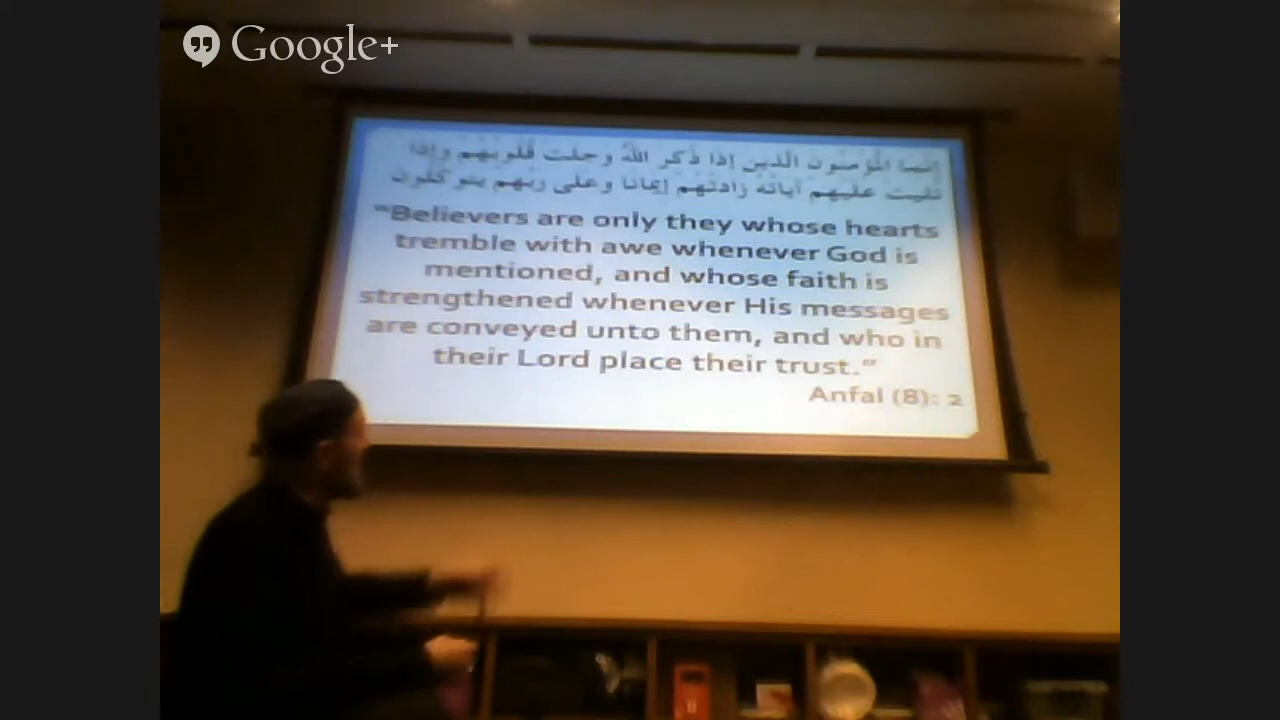 Google+
إنما المؤمنون الذين إذا ذكر الله وجلت قلوبهم وإذا
تليت عليهم آياته زادتهم إيمانا وعلى ربهم يتوكلون
“Believers are only they whose hearts
tremble with awe whenever God is
mentioned, and whose faith is
strengthened whenever His messages
are conveyed unto them, and who in
their Lord place their trust.”
Anfal (8): 2